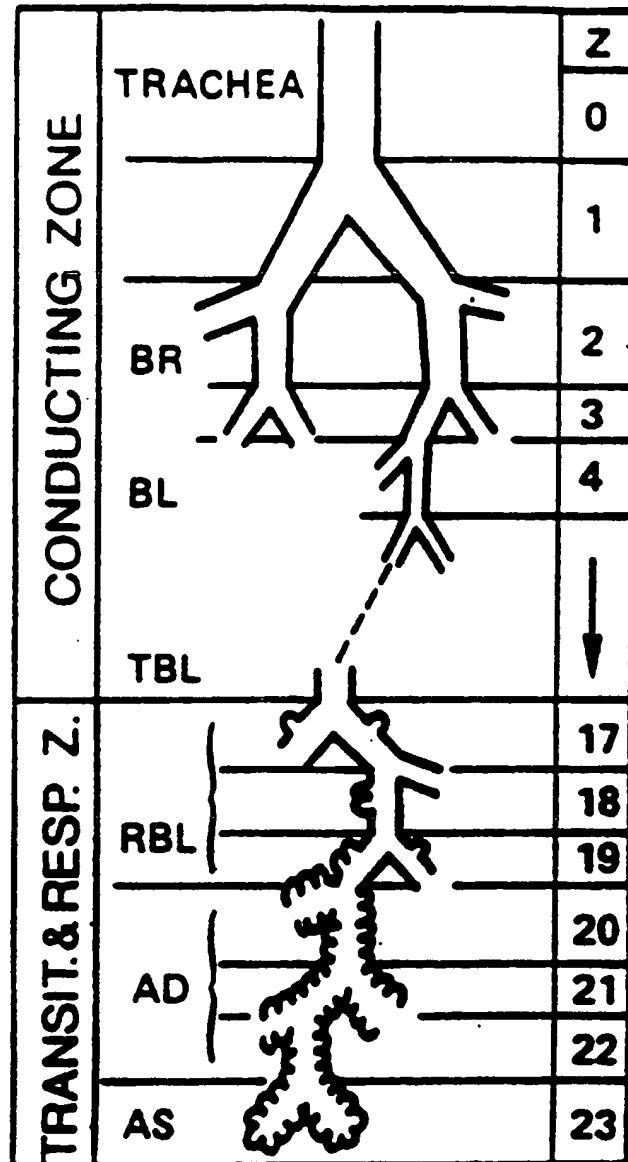 Z
TRACHEA
0
CONDUCTING ZONE
1
BR
2
3
BL
4
TBL
TRANSIT. & RESP. Z.
17
18
RBL
19
20
AD
21
22
AS
23